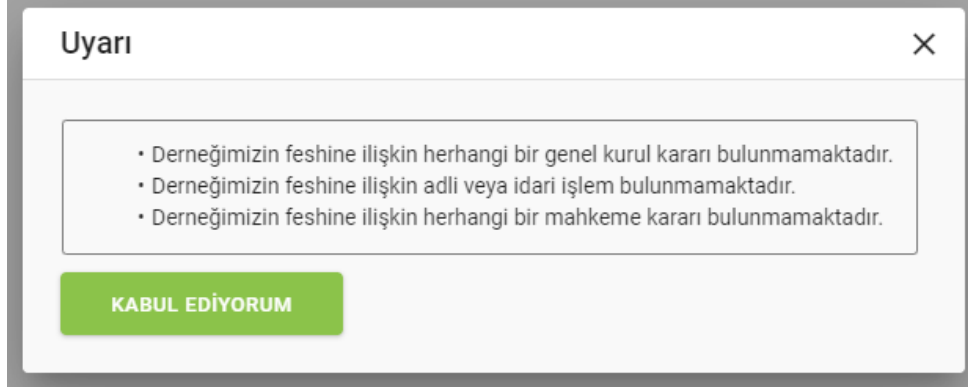 Uyarı
• Derneğimizin feshine ilişkin herhangi bir genel kurul kararı bulunmamaktadır.
• Derneğimizin feshine ilişkin adli veya idari işlem bulunmamaktadır.
• Derneğimizin feshine ilişkin herhangi bir mahkeme kararı bulunmamaktadır.
KABUL EDİYORUM